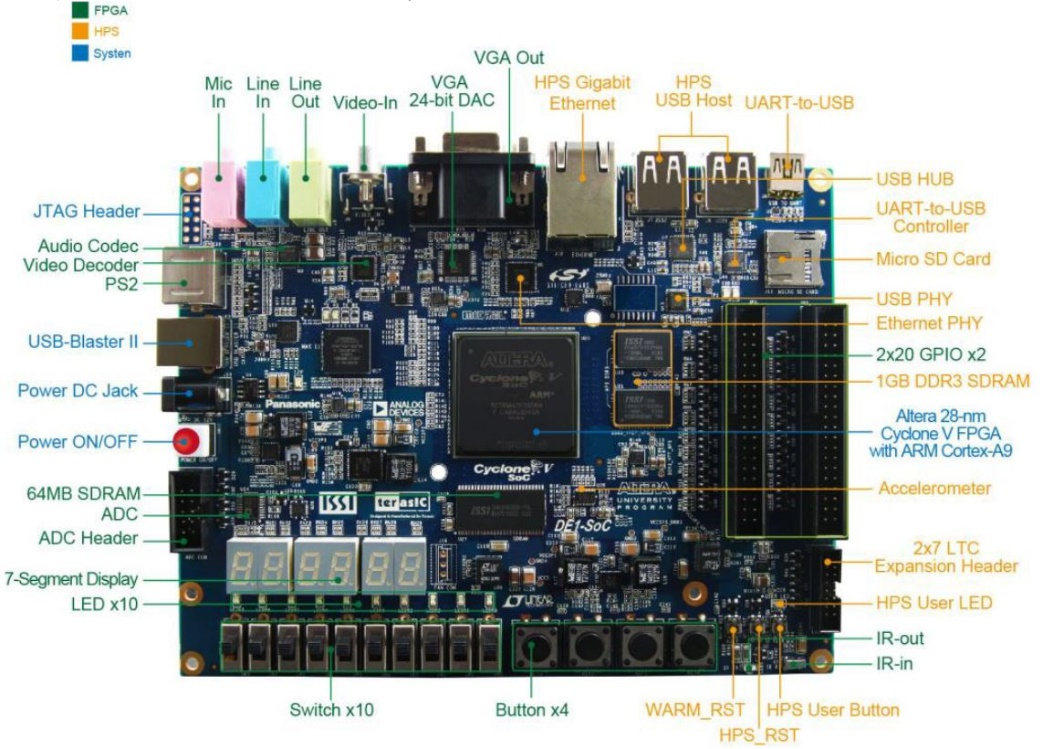 FPGA
HPS
Systen
VGA Out
Mic In
Line In
Line Out
Video-In
VGA
24-bit DAC
HPS Gigabit
Ethernet
HPS
USB Host
UART-to-USB
JTAG Header
Audio Codec
Video Decoder
PS2
USB-Blaster II
Power DC Jack
Power ON/OFF
64MB SDRAM
ADC
ADC Header
7-Segment Display
LED x10
USB HUB
UART-to-USB
Controller
Micro SD Card
USB PHY
Ethernet PHY
2x20 GPIO x2
1GB DDR3 SDRAM
Altera 28-nm
Cyclone V FPGA
with ARM Cortex-A9
Accelerometer
2x7 LTC
Expansion Header
HPS User LED
IR-out
IR-in
Switch x10
Button x4
WARM_RST
HPS_RST
HPS User Button
ALTERA
Cyclone V
ARM
Panasonic
ANALOG
DEVICES
Cyclone V
SoC
ISSI
terasIC
ISSI
ISSI
ISSI
DE1-SoC
ALTERA
UNIVERSITY
PROGRAM
LINEAR